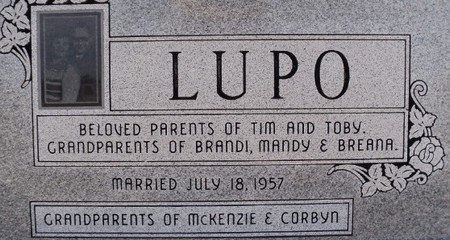 LUPO
BELOVED PARENTS OF TIM AND TOBY.
GRANDPARENTS OF BRANDI, MANDY & BREANA.
MARRIED JULY 18, 1957
GRANDPARENTS OF McKENZIE & CORBYN